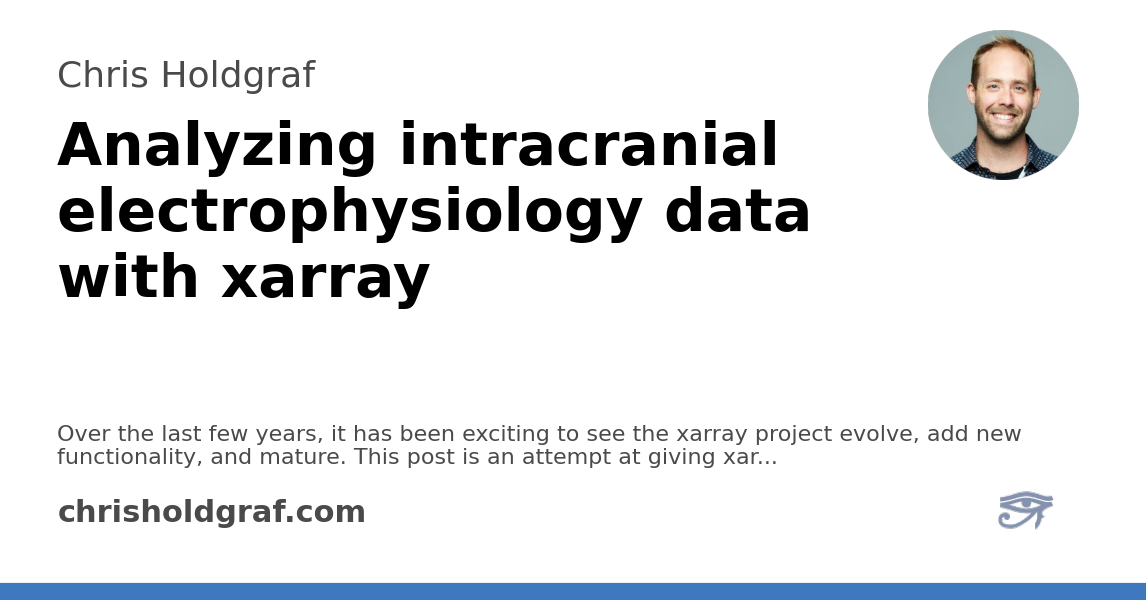 Chris Holdgraf
Analyzing intracranial
electrophysiology data
with xarray
Over the last few years, it has been exciting to see the xarray project evolve, add new
functionality, and mature. This post is an attempt at giving xar...
chrisholdgraf.com